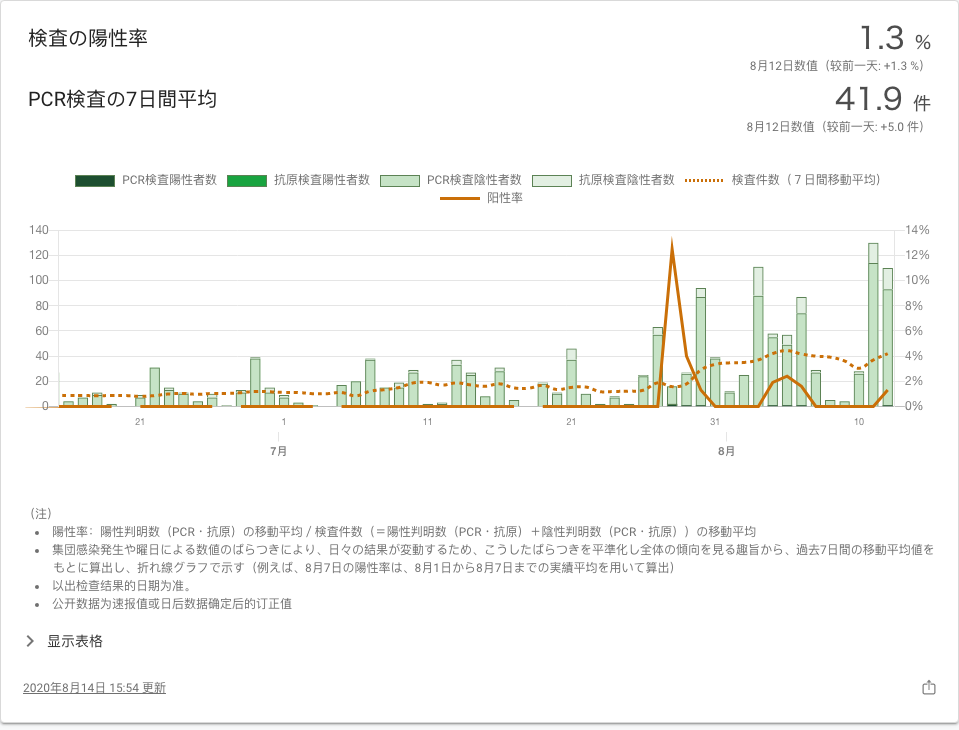 検査の陽性率
1.3 %
8月12日数值（较前一天: +1.3 %）
PCR検査の7日間平均
41.9 件
8月12日数值（较前一天: +5.0 件）
PCR検査陽性者数 抗原検査陽性者数 PCR検査陰性者数 抗原検査陰性者数 検査件数（７日間移動平均）
阳性率
140 14%
120 12%
100 10%
80 8%
60 6%
40 4%
20 2%
0 0%
21 1 11 21 31 10
7月 8月
（注）
陽性率：陽性判明数（PCR・抗原）の移動平均 / 検査件数（＝陽性判明数（PCR・抗原）＋陰性判明数（PCR・抗原））の移動平均
集団感染発生や曜日による数値のばらつきにより、日々の結果が変動するため、こうしたばらつきを平準化し全体の傾向を見る趣旨から、過去7日間の移動平均値を
もとに算出し、折れ線グラフで示す（例えば、8月7日の陽性率は、8月1日から8月7日までの実績平均を用いて算出）
以出检查结果的日期为准。
公开数据为速报值或日后数据确定后的订正值
显示表格
2020年8月14日 15:54 更新